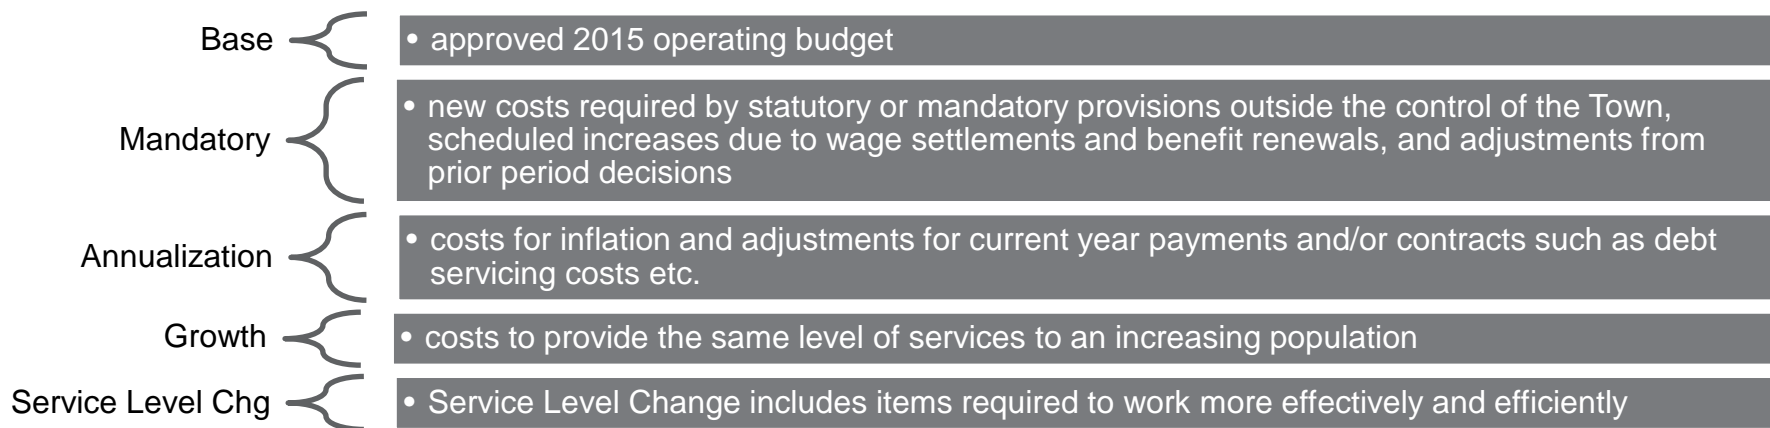 Base
• approved 2015 operating budget
Mandatory
• new costs required by statutory or mandatory provisions outside the control of the Town,
scheduled increases due to wage settlements and benefit renewals, and adjustments from
prior period decisions
Annualization
• costs for inflation and adjustments for current year payments and/or contracts such as debt
servicing costs etc.
Growth
• costs to provide the same level of services to an increasing population
Service Level Chg
• Service Level Change includes items required to work more effectively and efficiently